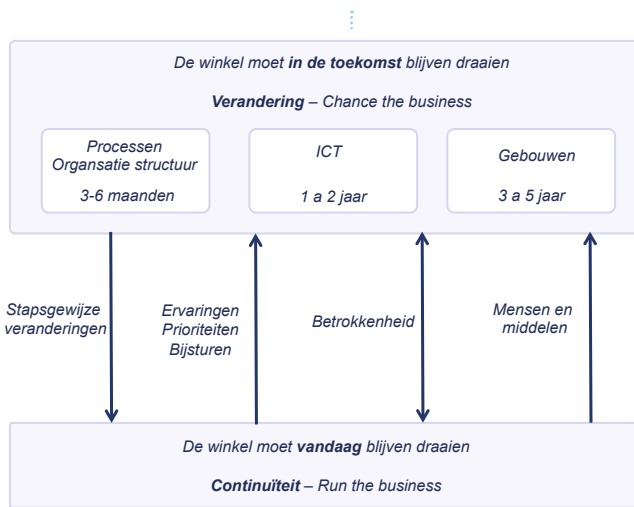 De winkel moet in de toekomst blijven draaien
Verandering – Chance the business
Processen
Organsatie structuur
3-6 maanden
ICT
1 a 2 jaar
Gebouwen
3 a 5 jaar
Stapsgewijze
veranderingen
Ervaringen
Prioriteiten
Bijsturen
Betrokkenheid
Mensen en
middelen
De winkel moet vandaag blijven draaien
Continuïteit – Run the business